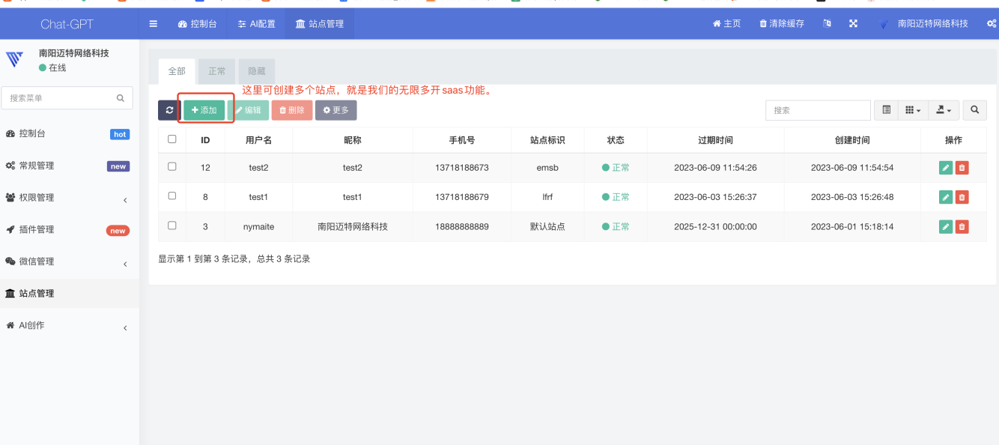 Chat-GPT 控制台 AI配置 站点管理 主页 清除缓存 南阳迈特网络科技
南阳迈特网络科技
在线
搜索菜单
控制台 hot
常规管理 new
权限管理
插件管理 new
微信管理
站点管理
AI创作
全部 正常 隐藏
这里可创建多个站点，就是我们的无限多开saas功能。
添加 编辑 删除 更多 搜索
ID 用户名 昵称 手机号 站点标识 状态 过期时间 创建时间 操作
12 test2 test2 13718188673 emsb 正常 2023-06-09 11:54:26 2023-06-09 11:54:54
8 test1 test1 13718188679 lfrf 正常 2023-06-03 15:26:37 2023-06-03 15:26:48
3 nymaite 南阳迈特网络科技 18888888889 默认站点 正常 2025-12-31 00:00:00 2023-06-01 15:18:14
显示第 1 到第 3 条记录，总共 3 条记录